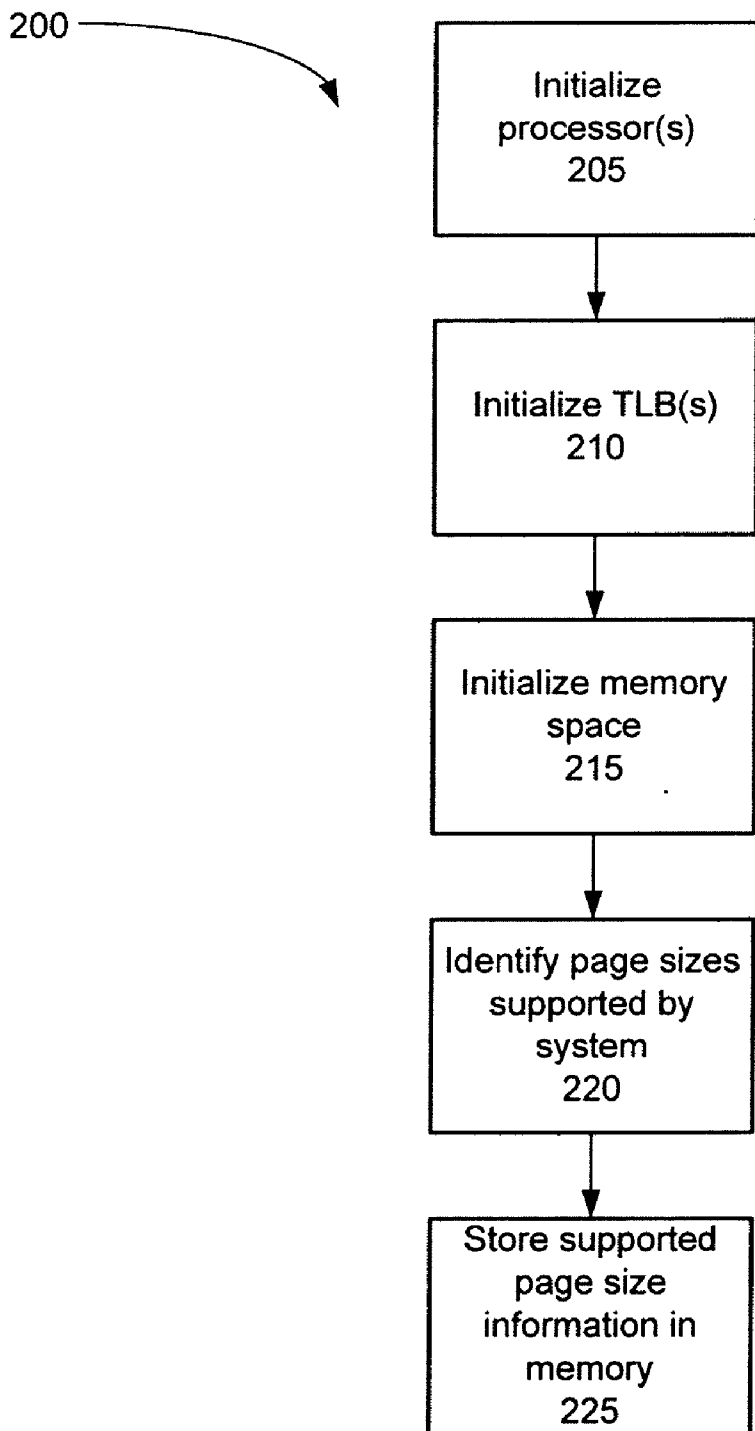 200
Initialize
processor(s)
205
Initialize TLB(s)
210
Initialize memory
space
215
Identify page sizes
supported by
system
220
Store supported
page size
information in
memory
225